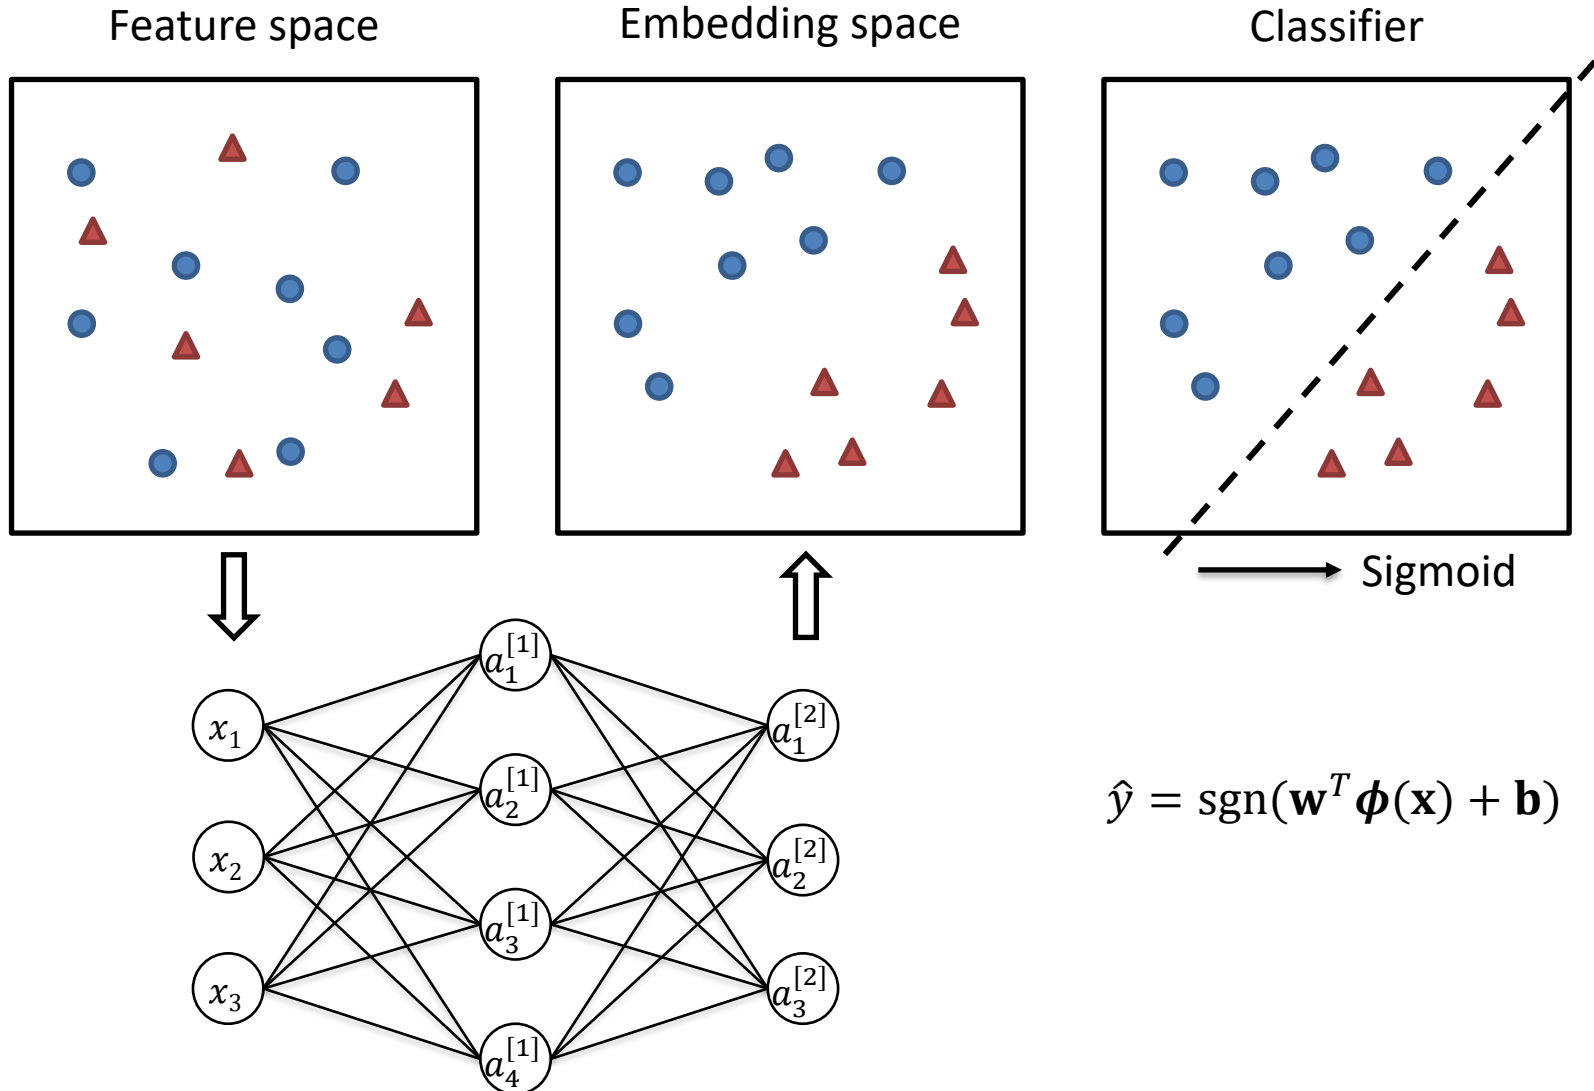 Feature space
Embedding space
Classifier
Sigmoid
x₁
x₂
x₃
a₁^[1]
a₂^[1]
a₃^[1]
a₄^[1]
a₁^[2]
a₂^[2]
a₃^[2]
ŷ = sgn(𝐰ᵀ𝝓(𝐱) + 𝐛)